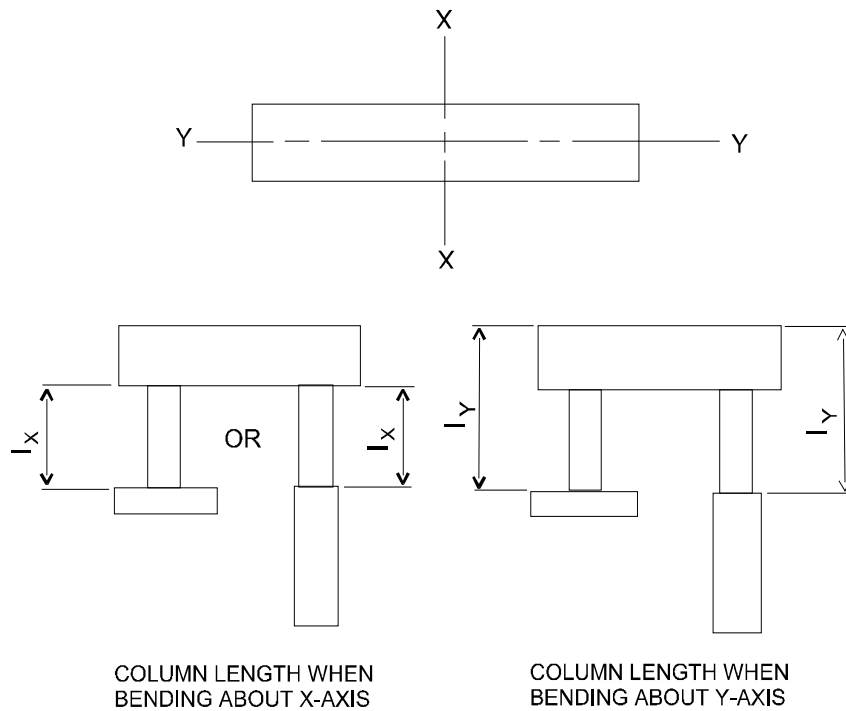 X
Y
Y
X
lX
OR
lX
lY
lY
COLUMN LENGTH WHEN
BENDING ABOUT X-AXIS
COLUMN LENGTH WHEN
BENDING ABOUT Y-AXIS